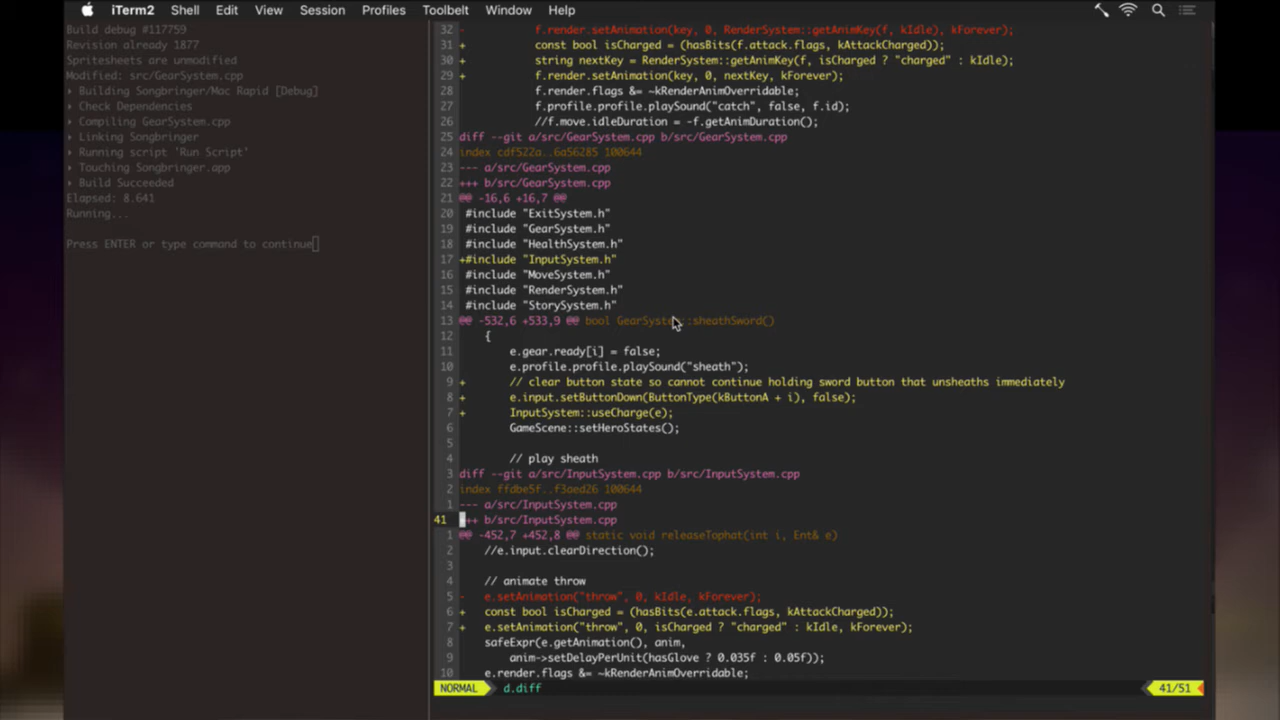 iTerm2 Shell Edit View Session Profiles Toolbelt Window Help
Build debug #117759
Revision already 1877
Spritesheets are unmodified
Modified: src/GearSystem.cpp
Building Songbringer/Mac Rapid [Debug]
Check Dependencies
Compiling GearSystem.cpp
Linking Songbringer
Running script 'Run Script'
Touching Songbringer.app
Build Succeeded
Elapsed: 8.641
Running...
Press ENTER or type command to continue
32 - f.render.setAnimation(key, 0, RenderSystem::getAnimKey(f, kIdle), kForever);
31 + const bool isCharged = (hasBits(f.attack.flags, kAttackCharged));
30 + string nextKey = RenderSystem::getAnimKey(f, isCharged ? "charged" : kIdle);
29 + f.render.setAnimation(key, 0, nextKey, kForever);
28 f.render.flags &= ~kRenderAnimOverridable;
27 f.profile.profile.playSound("catch", false, f.id);
26 //f.move.idleDuration = -f.getAnimDuration();
25 diff --git a/src/GearSystem.cpp b/src/GearSystem.cpp
24 index cdf522a..6a56285 100644
23 --- a/src/GearSystem.cpp
22 +++ b/src/GearSystem.cpp
21 @@ -16,6 +16,7 @@
20 #include "ExitSystem.h"
19 #include "GearSystem.h"
18 #include "HealthSystem.h"
17 +#include "InputSystem.h"
16 #include "MoveSystem.h"
15 #include "RenderSystem.h"
14 #include "StorySystem.h"
13 @@ -532,6 +533,9 @@ bool GearSystem::sheathSword()
12 {
11 e.gear.ready[i] = false;
10 e.profile.profile.playSound("sheath");
9 + // clear button state so cannot continue holding sword button that unsheaths immediately
8 + e.input.setButtonDown(ButtonType(kButtonA + i), false);
7 + InputSystem::useCharge(e);
6 GameScene::setHeroStates();
5
4 // play sheath
3 diff --git a/src/InputSystem.cpp b/src/InputSystem.cpp
2 index ffdbe5f..f3aed26 100644
1 --- a/src/InputSystem.cpp
41 +++ b/src/InputSystem.cpp
1 @@ -452,7 +452,8 @@ static void releaseTophat(int i, Ent& e)
2 //e.input.clearDirection();
3
4 // animate throw
5 - e.setAnimation("throw", 0, kIdle, kForever);
6 + const bool isCharged = (hasBits(e.attack.flags, kAttackCharged));
7 + e.setAnimation("throw", 0, isCharged ? "charged" : kIdle, kForever);
8 safeExpr(e.getAnimation(), anim,
9 anim->setDelayPerUnit(hasGlove ? 0.035f : 0.05f));
10 e.render.flags &= ~kRenderAnimOverridable;
NORMAL d.diff 41/51